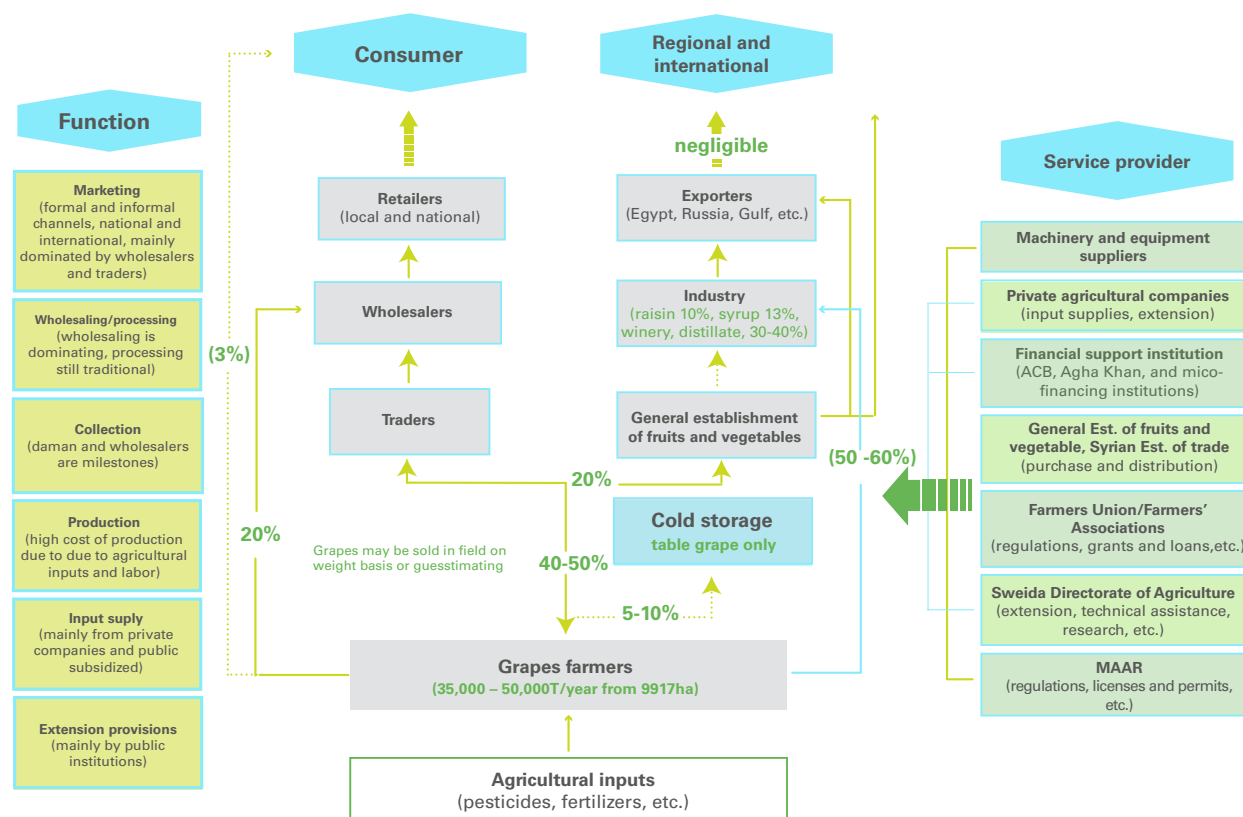 Function
Marketing
(formal and informal
channels, national and
international, mainly
dominated by wholesalers
and traders)
Wholesaling/processing
(wholesaling is
dominating, processing
still traditional)
Collection
(daman and wholesalers
are milestones)
Production
(high cost of production
due to due to agricultural
inputs and labor)
Input suply
(mainly from private
companies and public
subsidized)
Extension provisions
(mainly by public
institutions)
(3%)
20%
Consumer
Retailers
(local and national)
Wholesalers
Traders
Grapes may be sold in field on
weight basis or guesstimating
40-50%
20%
5-10%
Regional and
international
negligible
Exporters
(Egypt, Russia, Gulf, etc.)
Industry
(raisin 10%, syrup 13%,
winery, distillate, 30-40%)
General establishment
of fruits and vegetables
(50 -60%)
Cold storage
table grape only
Grapes farmers
(35,000 – 50,000T/year from 9917ha)
Agricultural inputs
(pesticides, fertilizers, etc.)
Service provider
Machinery and equipment
suppliers
Private agricultural companies
(input supplies, extension)
Financial support institution
(ACB, Agha Khan, and mico-
financing institutions)
General Est. of fruits and
vegetable, Syrian Est. of trade
(purchase and distribution)
Farmers Union/Farmers’
Associations
(regulations, grants and loans,etc.)
Sweida Directorate of Agriculture
(extension, technical assistance,
research, etc.)
MAAR
(regulations, licenses and permits,
etc.)